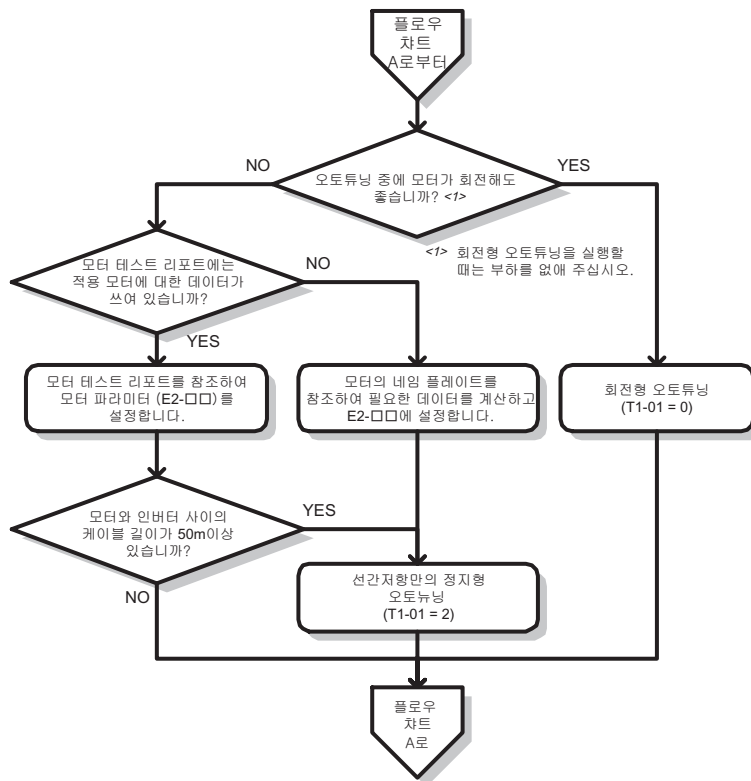 플로우
챠트
A로부터
NO
YES
오토튜닝 중에 모터가 회전해도
좋습니까? <1>
<1> 회전형 오토튜닝을 실행할
때는 부하를 없애 주십시오.
모터 테스트 리포트에는
적용 모터에 대한 데이터가
쓰여 있습니까?
NO
YES
모터 테스트 리포트를 참조하여
모터 파라미터 (E2-□□) 를
설정합니다.
모터의 네임 플레이트를
참조하여 필요한 데이터를 계산하고
E2-□□에 설정합니다.
회전형 오토튜닝
(T1-01 = 0)
모터와 인버터 사이의
케이블 길이가 50m이상
있습니까?
YES
NO
선간저항만의 정지형
오토뉴닝
(T1-01 = 2)
플로우
챠트
A로